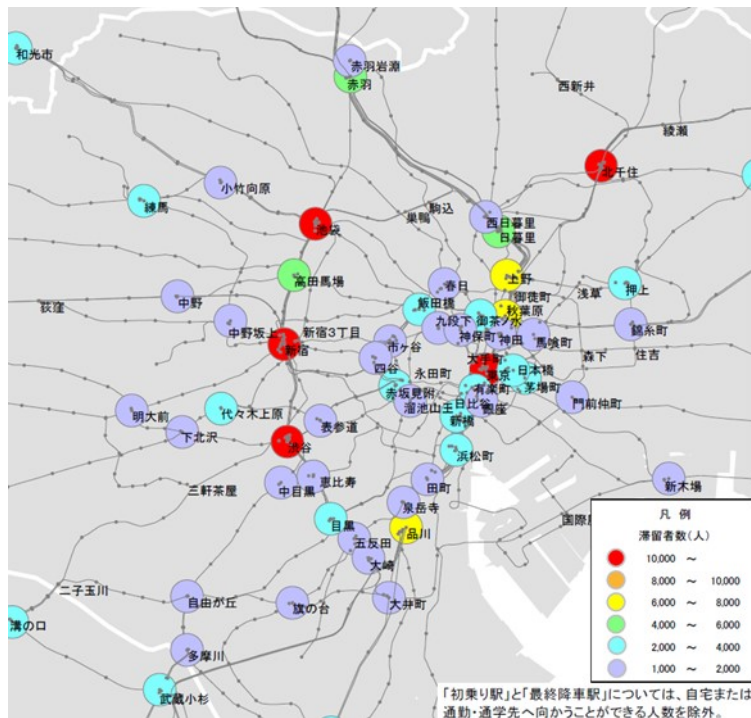 和光市
赤羽岩淵
赤羽
西新井
綾瀬
北千住
小竹向原
練馬
池袋
駒込
巣鴨
西日暮里
日暮里
高田馬場
上野
春日
御徒町
浅草
押上
荻窪
中野
飯田橋
秋葉原
中野坂上
新宿3丁目
九段下
御茶ノ水
錦糸町
新宿
市ヶ谷
神保町
神田
馬喰町
森下
住吉
四谷
永田町
大手町
東京
日本橋
茅場町
赤坂見附
有楽町
門前仲町
明大前
代々木上原
溜池山王
日比谷
銀座
下北沢
表参道
新橋
渋谷
浜松町
三軒茶屋
中目黒
恵比寿
田町
新木場
泉岳寺
目黒
品川
国際
五反田
大崎
二子玉川
自由が丘
旗の台
大井町
溝の口
多摩川
武蔵小杉
凡 例
滞留者数(人)
10,000 ~
8,000 ~ 10,000
6,000 ~ 8,000
4,000 ~ 6,000
2,000 ~ 4,000
1,000 ~ 2,000
「初乗り駅」と「最終降車駅」については、自宅または
通勤・通学先へ向かうことができる人数を除外。